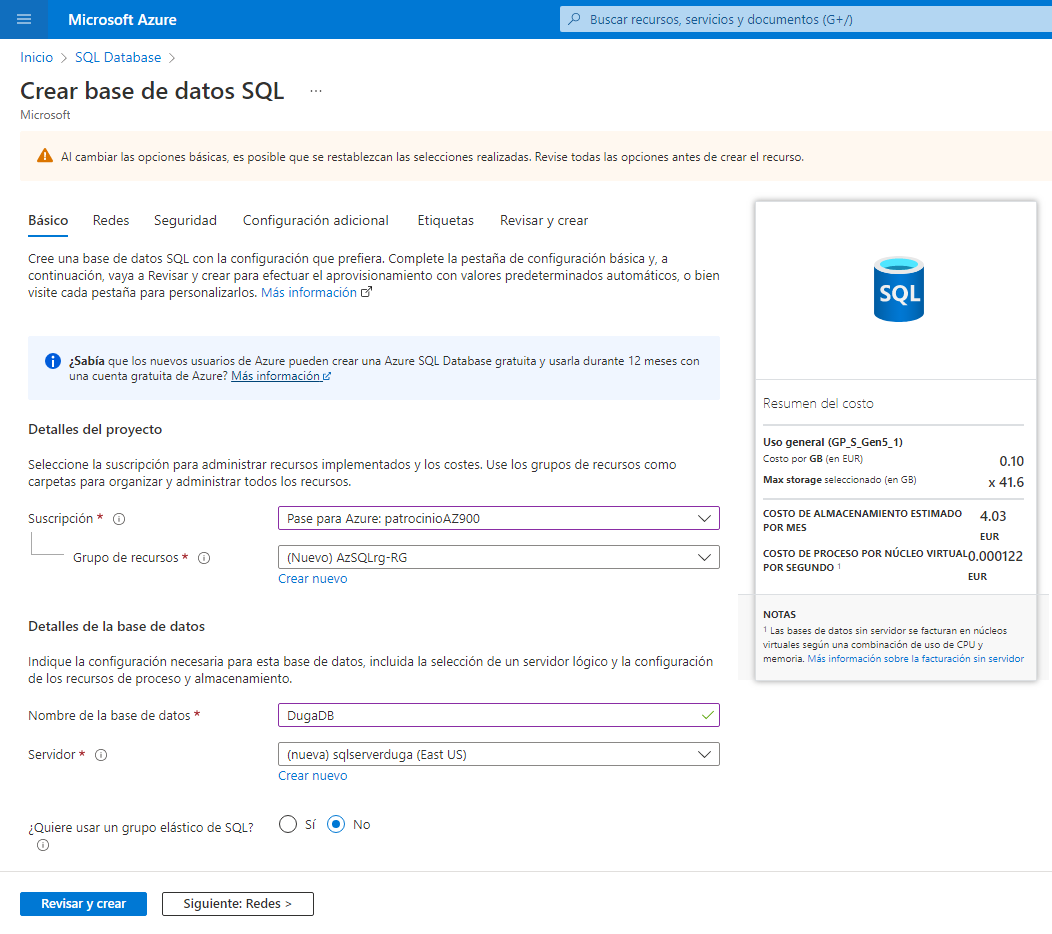 Microsoft Azure
Buscar recursos, servicios y documentos (G+/)
Inicio > SQL Database >
Crear base de datos SQL ...
Microsoft
Al cambiar las opciones básicas, es posible que se restablezcan las selecciones realizadas. Revise todas las opciones antes de crear el recurso.
Básico Redes Seguridad Configuración adicional Etiquetas Revisar y crear
Cree una base de datos SQL con la configuración que prefiera. Complete la pestaña de configuración básica y, a
continuación, vaya a Revisar y crear para efectuar el aprovisionamiento con valores predeterminados automáticos, o bien
visite cada pestaña para personalizarlos. Más información
¿Sabía que los nuevos usuarios de Azure pueden crear una Azure SQL Database gratuita y usarla durante 12 meses con
una cuenta gratuita de Azure? Más información
Detalles del proyecto
Seleccione la suscripción para administrar recursos implementados y los costes. Use los grupos de recursos como
carpetas para organizar y administrar todos los recursos.
Suscripción *
Pase para Azure: patrocinioAZ900
Grupo de recursos *
(Nuevo) AzSQLrg-RG
Crear nuevo
Detalles de la base de datos
Indique la configuración necesaria para esta base de datos, incluida la selección de un servidor lógico y la configuración
de los recursos de proceso y almacenamiento.
Nombre de la base de datos *
DugaDB
Servidor *
(nueva) sqlserverduga (East US)
Crear nuevo
¿Quiere usar un grupo elástico de SQL?
Sí No
Revisar y crear
Siguiente: Redes >
SQL
Resumen del costo
Uso general (GP_S_Gen5_1)
Costo por GB (en EUR)
0.10
Max storage seleccionado (en GB)
x 41.6
COSTO DE ALMACENAMIENTO ESTIMADO
POR MES
4.03
EUR
COSTO DE PROCESO POR NÚCLEO VIRTUAL
POR SEGUNDO 1
0.000122
EUR
NOTAS
1 Las bases de datos sin servidor se facturan en núcleos
virtuales según una combinación de uso de CPU y
memoria. Más información sobre la facturación sin servidor